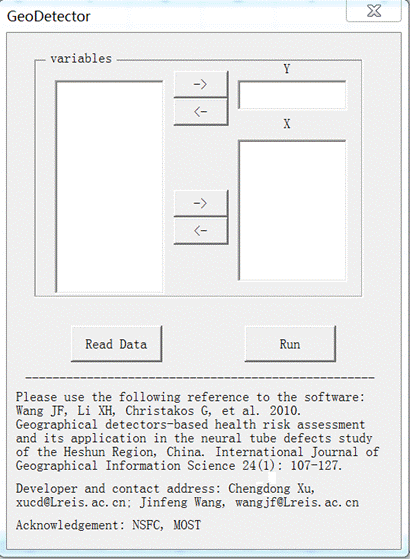 GeoDetector
variables
Y
->
<-
X
->
<-
Read Data
Run
Please use the following reference to the software:
Wang JF, Li XH, Christakos G, et al. 2010.
Geographical detectors-based health risk assessment
and its application in the neural tube defects study
of the Heshun Region, China. International Journal of
Geographical Information Science 24(1): 107-127.
Developer and contact address: Chengdong Xu,
xucd@Lreis.ac.cn; Jinfeng Wang, wangjf@Lreis.ac.cn
Acknowledgement: NSFC, MOST